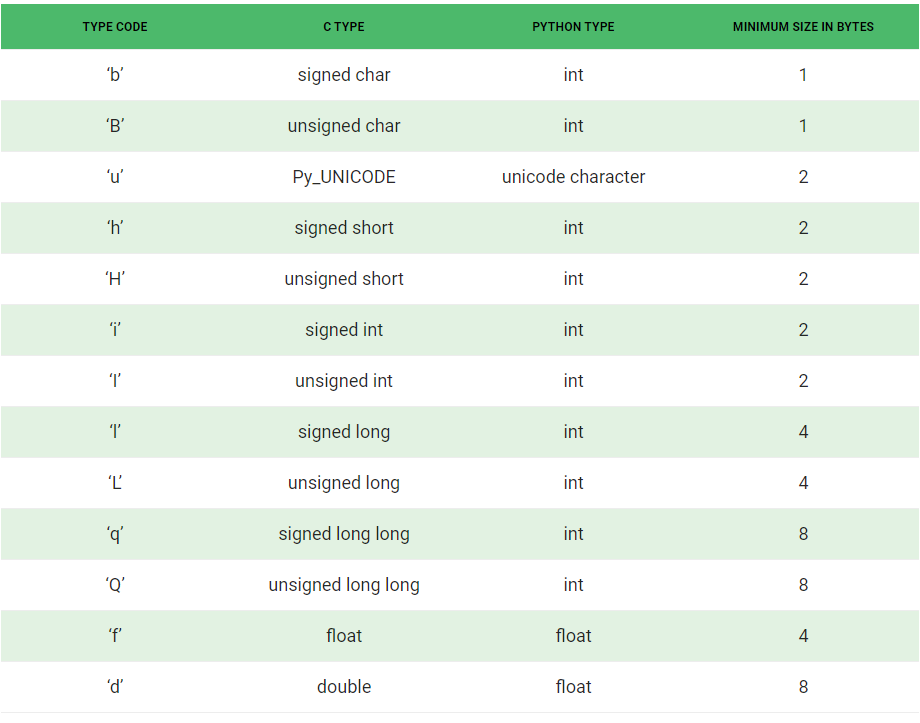 TYPE CODE C TYPE PYTHON TYPE MINIMUM SIZE IN BYTES
‘b’ signed char int 1
‘B’ unsigned char int 1
‘u’ Py_UNICODE unicode character 2
‘h’ signed short int 2
‘H’ unsigned short int 2
‘i’ signed int int 2
‘I’ unsigned int int 2
‘l’ signed long int 4
‘L’ unsigned long int 4
‘q’ signed long long int 8
‘Q’ unsigned long long int 8
‘f’ float float 4
‘d’ double float 8